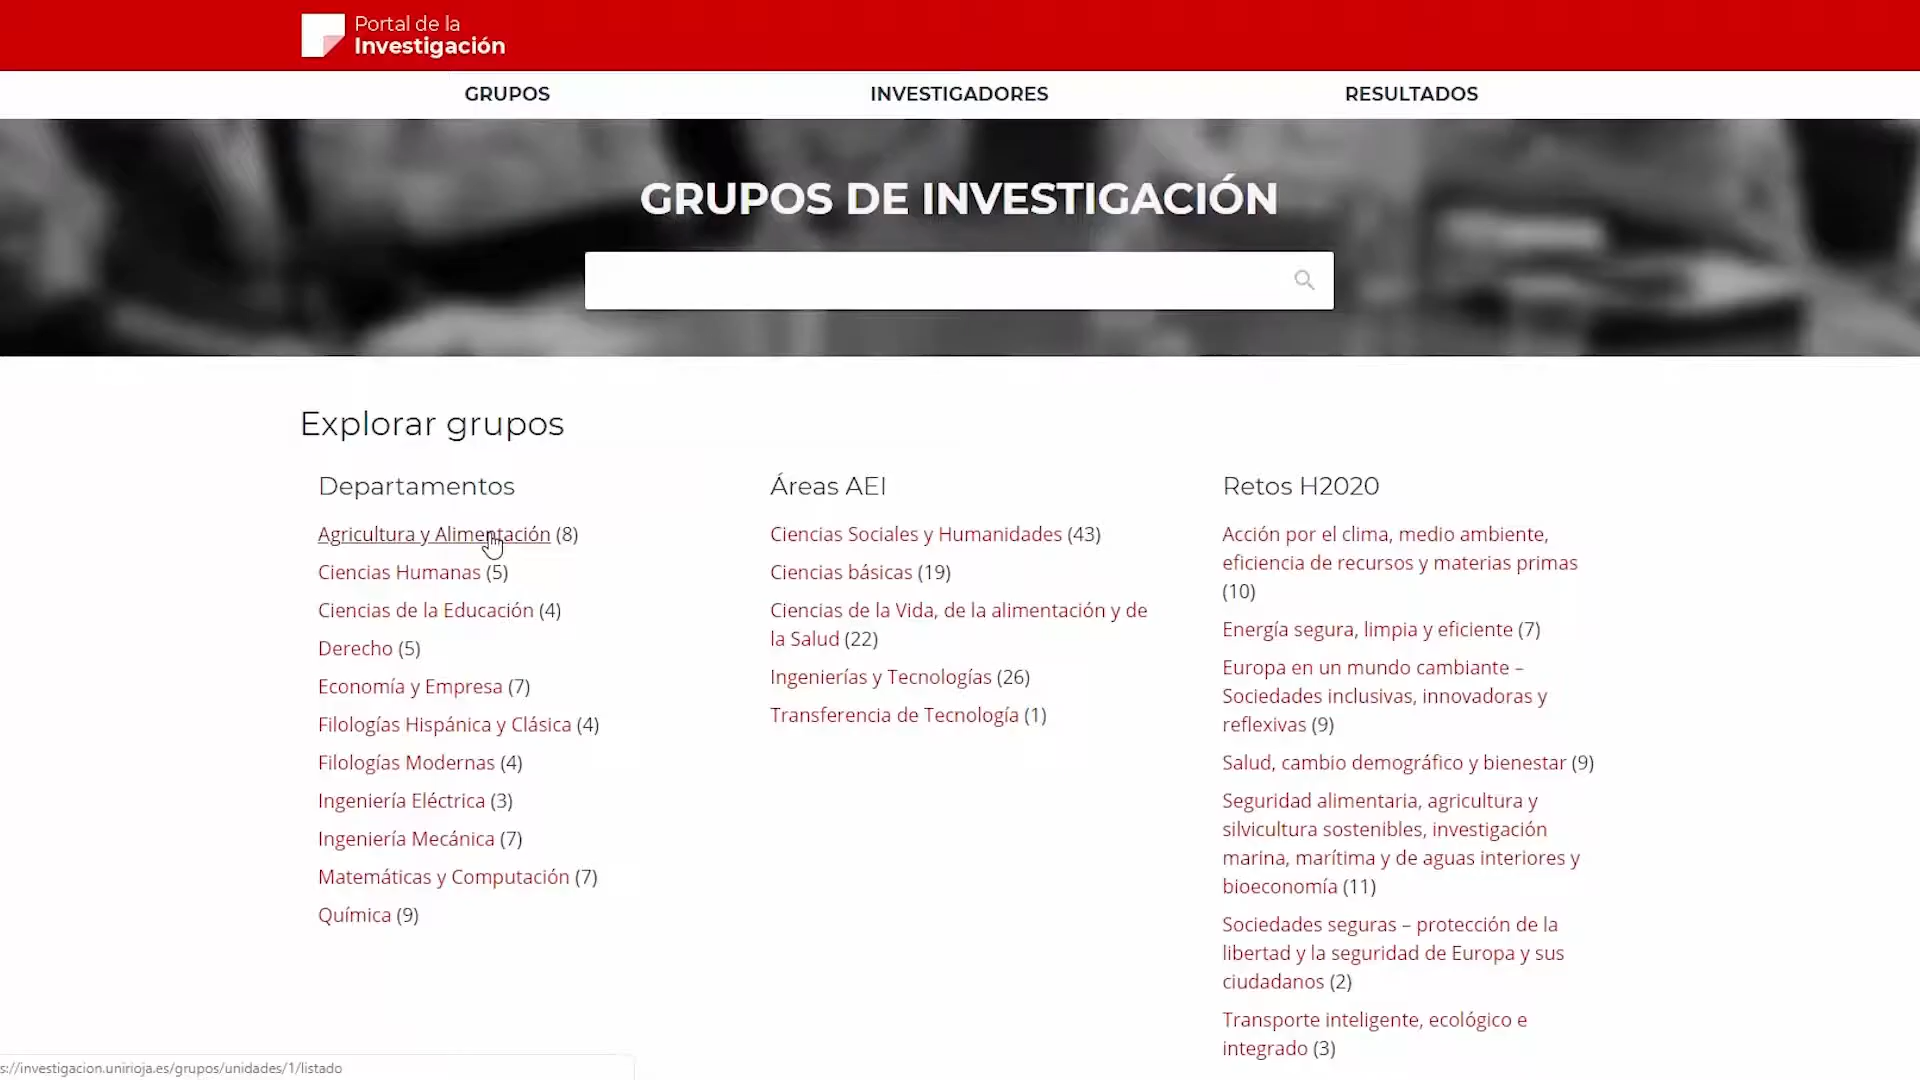 Portal de la
Investigación
GRUPOS
INVESTIGADORES
RESULTADOS
GRUPOS DE INVESTIGACIÓN
Explorar grupos
Departamentos
Agricultura y Alimentación (8)
Ciencias Humanas (5)
Ciencias de la Educación (4)
Derecho (5)
Economía y Empresa (7)
Filologías Hispánica y Clásica (4)
Filologías Modernas (4)
Ingeniería Eléctrica (3)
Ingeniería Mecánica (7)
Matemáticas y Computación (7)
Química (9)
Áreas AEI
Ciencias Sociales y Humanidades (43)
Ciencias básicas (19)
Ciencias de la Vida, de la alimentación y de
la Salud (22)
Ingenierías y Tecnologías (26)
Transferencia de Tecnología (1)
Retos H2020
Acción por el clima, medio ambiente,
eficiencia de recursos y materias primas
(10)
Energía segura, limpia y eficiente (7)
Europa en un mundo cambiante –
Sociedades inclusivas, innovadoras y
reflexivas (9)
Salud, cambio demográfico y bienestar (9)
Seguridad alimentaria, agricultura y
silvicultura sostenibles, investigación
marina, marítima y de aguas interiores y
bioeconomía (11)
Sociedades seguras – protección de la
libertad y la seguridad de Europa y sus
ciudadanos (2)
Transporte inteligente, ecológico e
integrado (3)
s://investigacion.unirioja.es/grupos/unidades/1/listado